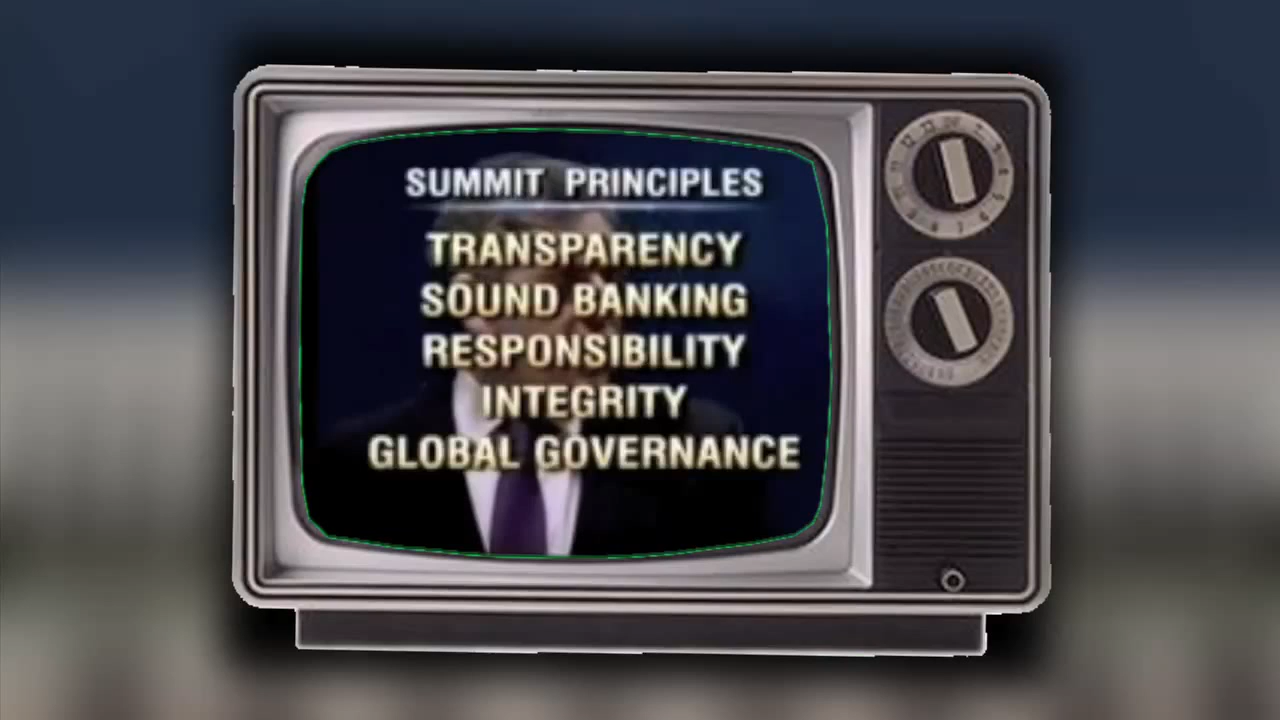 SUMMIT PRINCIPLES
TRANSPARENCY
SOUND BANKING
RESPONSIBILITY
INTEGRITY
GLOBAL GOVERNANCE